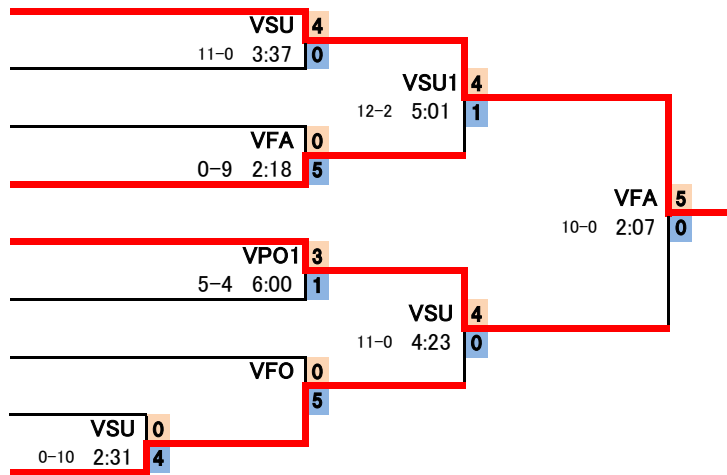 VSU 4
11-0 3:37 0
VSU1 4
12-2 5:01 1
VFA 0
0-9 2:18 5
VFA 5
10-0 2:07 0
VPO1 3
5-4 6:00 1
VSU 4
11-0 4:23 0
VFO 0
5
VSU 0
0-10 2:31 4